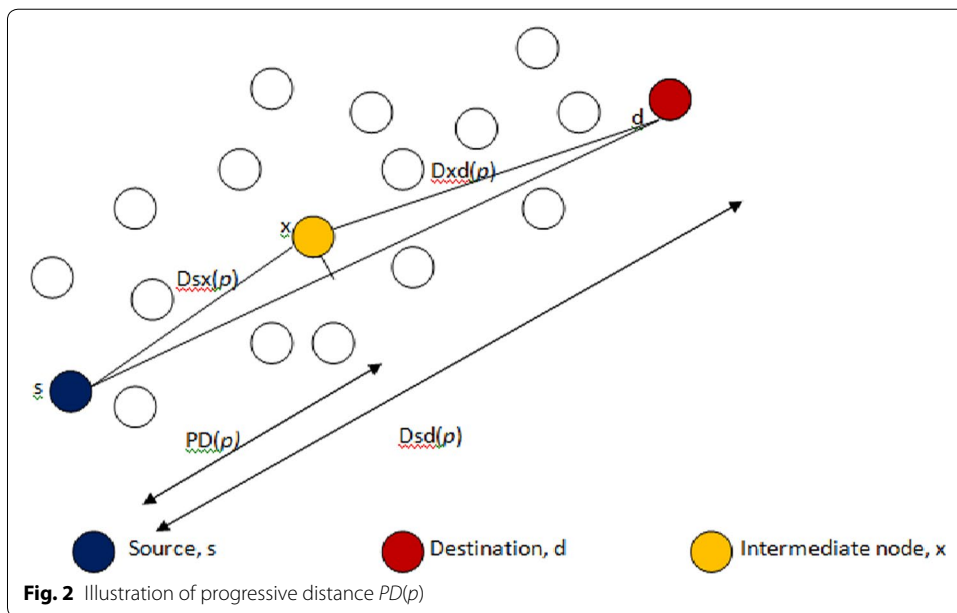 d
Dxd(p)
x
Dsx(p)
s
PD(p)
Dsd(p)
Source, s
Destination, d
Intermediate node, x
Fig. 2 Illustration of progressive distance PD(p)